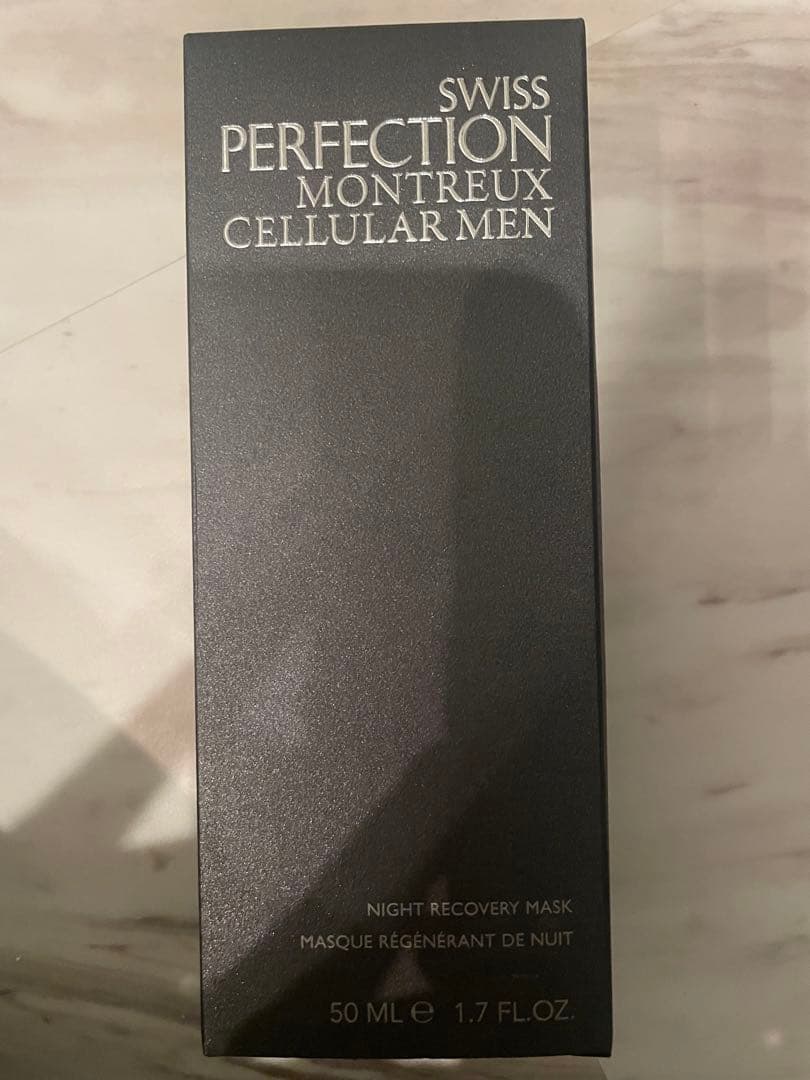 SWISS
PERFECTION
MONTREUX
CELLULAR MEN
NIGHT RECOVERY MASK
MASQUE RÉGÉNÉRANT DE NUIT
50 ML ℮ 1.7 FL.OZ.